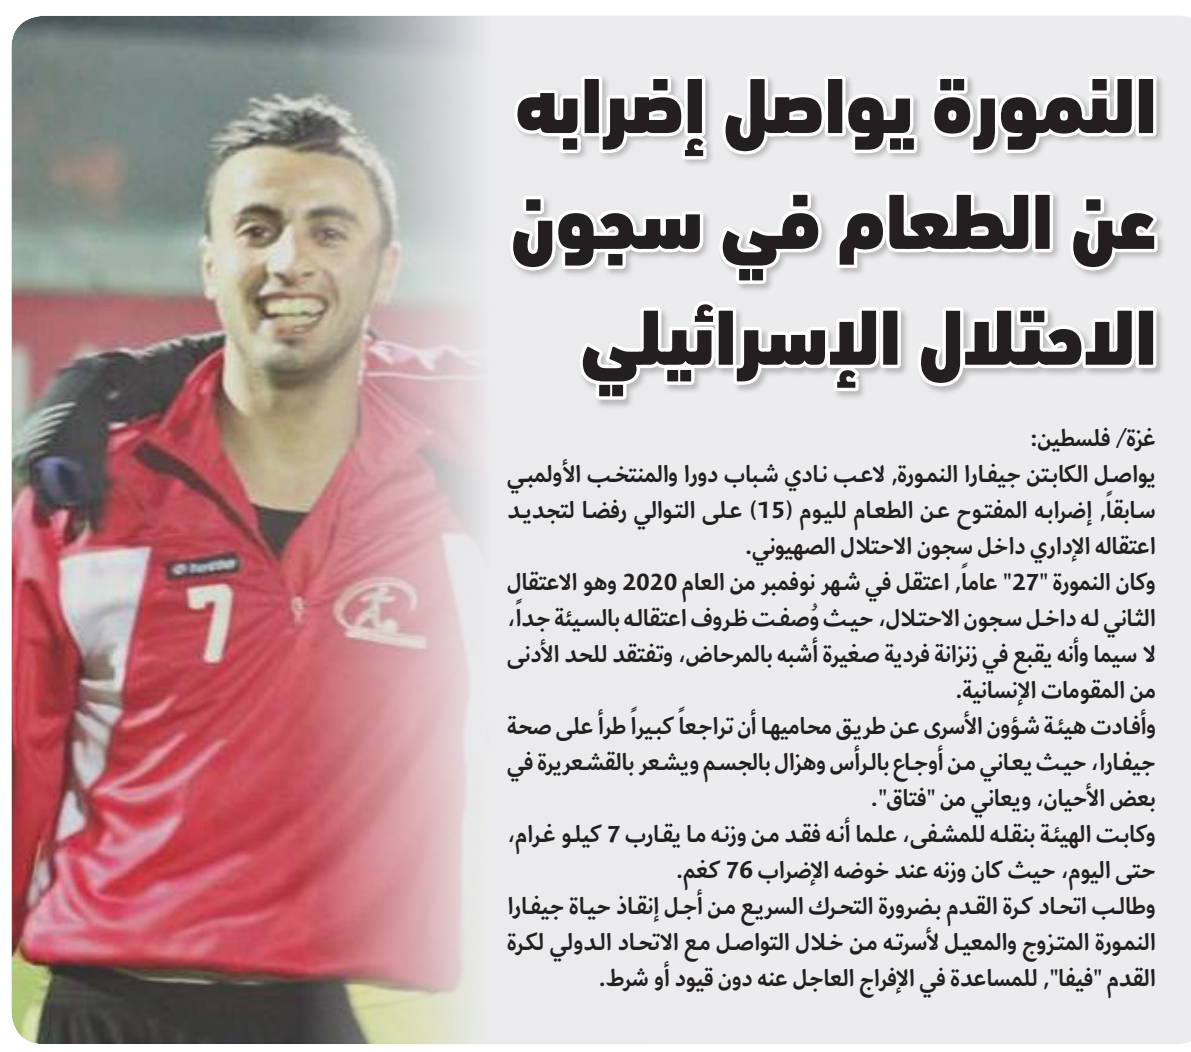 النمورة يواصل إضرابه
عن الطعام في سجون
الاحتلال الإسرائيلي
غزة/ فلسطين:
يواصل الكابتن جيفارا النمورة, لاعب نادي شباب دورا والمنتخب الأولمبي
سابقاً, إضرابه المفتوح عن الطعام لليوم (15) على التوالي رفضا لتجديد
اعتقاله الإداري داخل سجون الاحتلال الصهيوني.
وكان النمورة "27" عاماً, اعتقل في شهر نوفمبر من العام 2020 وهو الاعتقال
الثاني له داخل سجون الاحتلال، حيث وُصفت ظروف اعتقاله بالسيئة جداً،
لا سيما وأنه يقبع في زنزانة فردية صغيرة أشبه بالمرحاض، وتفتقد للحد الأدنى
من المقومات الإنسانية.
وأفادت هيئة شؤون الأسرى عن طريق محاميها أن تراجعاً كبيراً طرأ على صحة
جيفارا، حيث يعاني من أوجاع بالرأس وهزال بالجسم ويشعر بالقشعريرة في
بعض الأحيان، ويعاني من "فتاق".
وكابت الهيئة بنقله للمشفى، علما أنه فقد من وزنه ما يقارب 7 كيلو غرام،
حتى اليوم، حيث كان وزنه عند خوضه الإضراب 76 كغم.
وطالب اتحاد كرة القدم بضرورة التحرك السريع من أجل إنقاذ حياة جيفارا
النمورة المتزوج والمعيل لأسرته من خلال التواصل مع الاتحاد الدولي لكرة
القدم "فيفا", للمساعدة في الإفراج العاجل عنه دون قيود أو شرط.
lotto
7